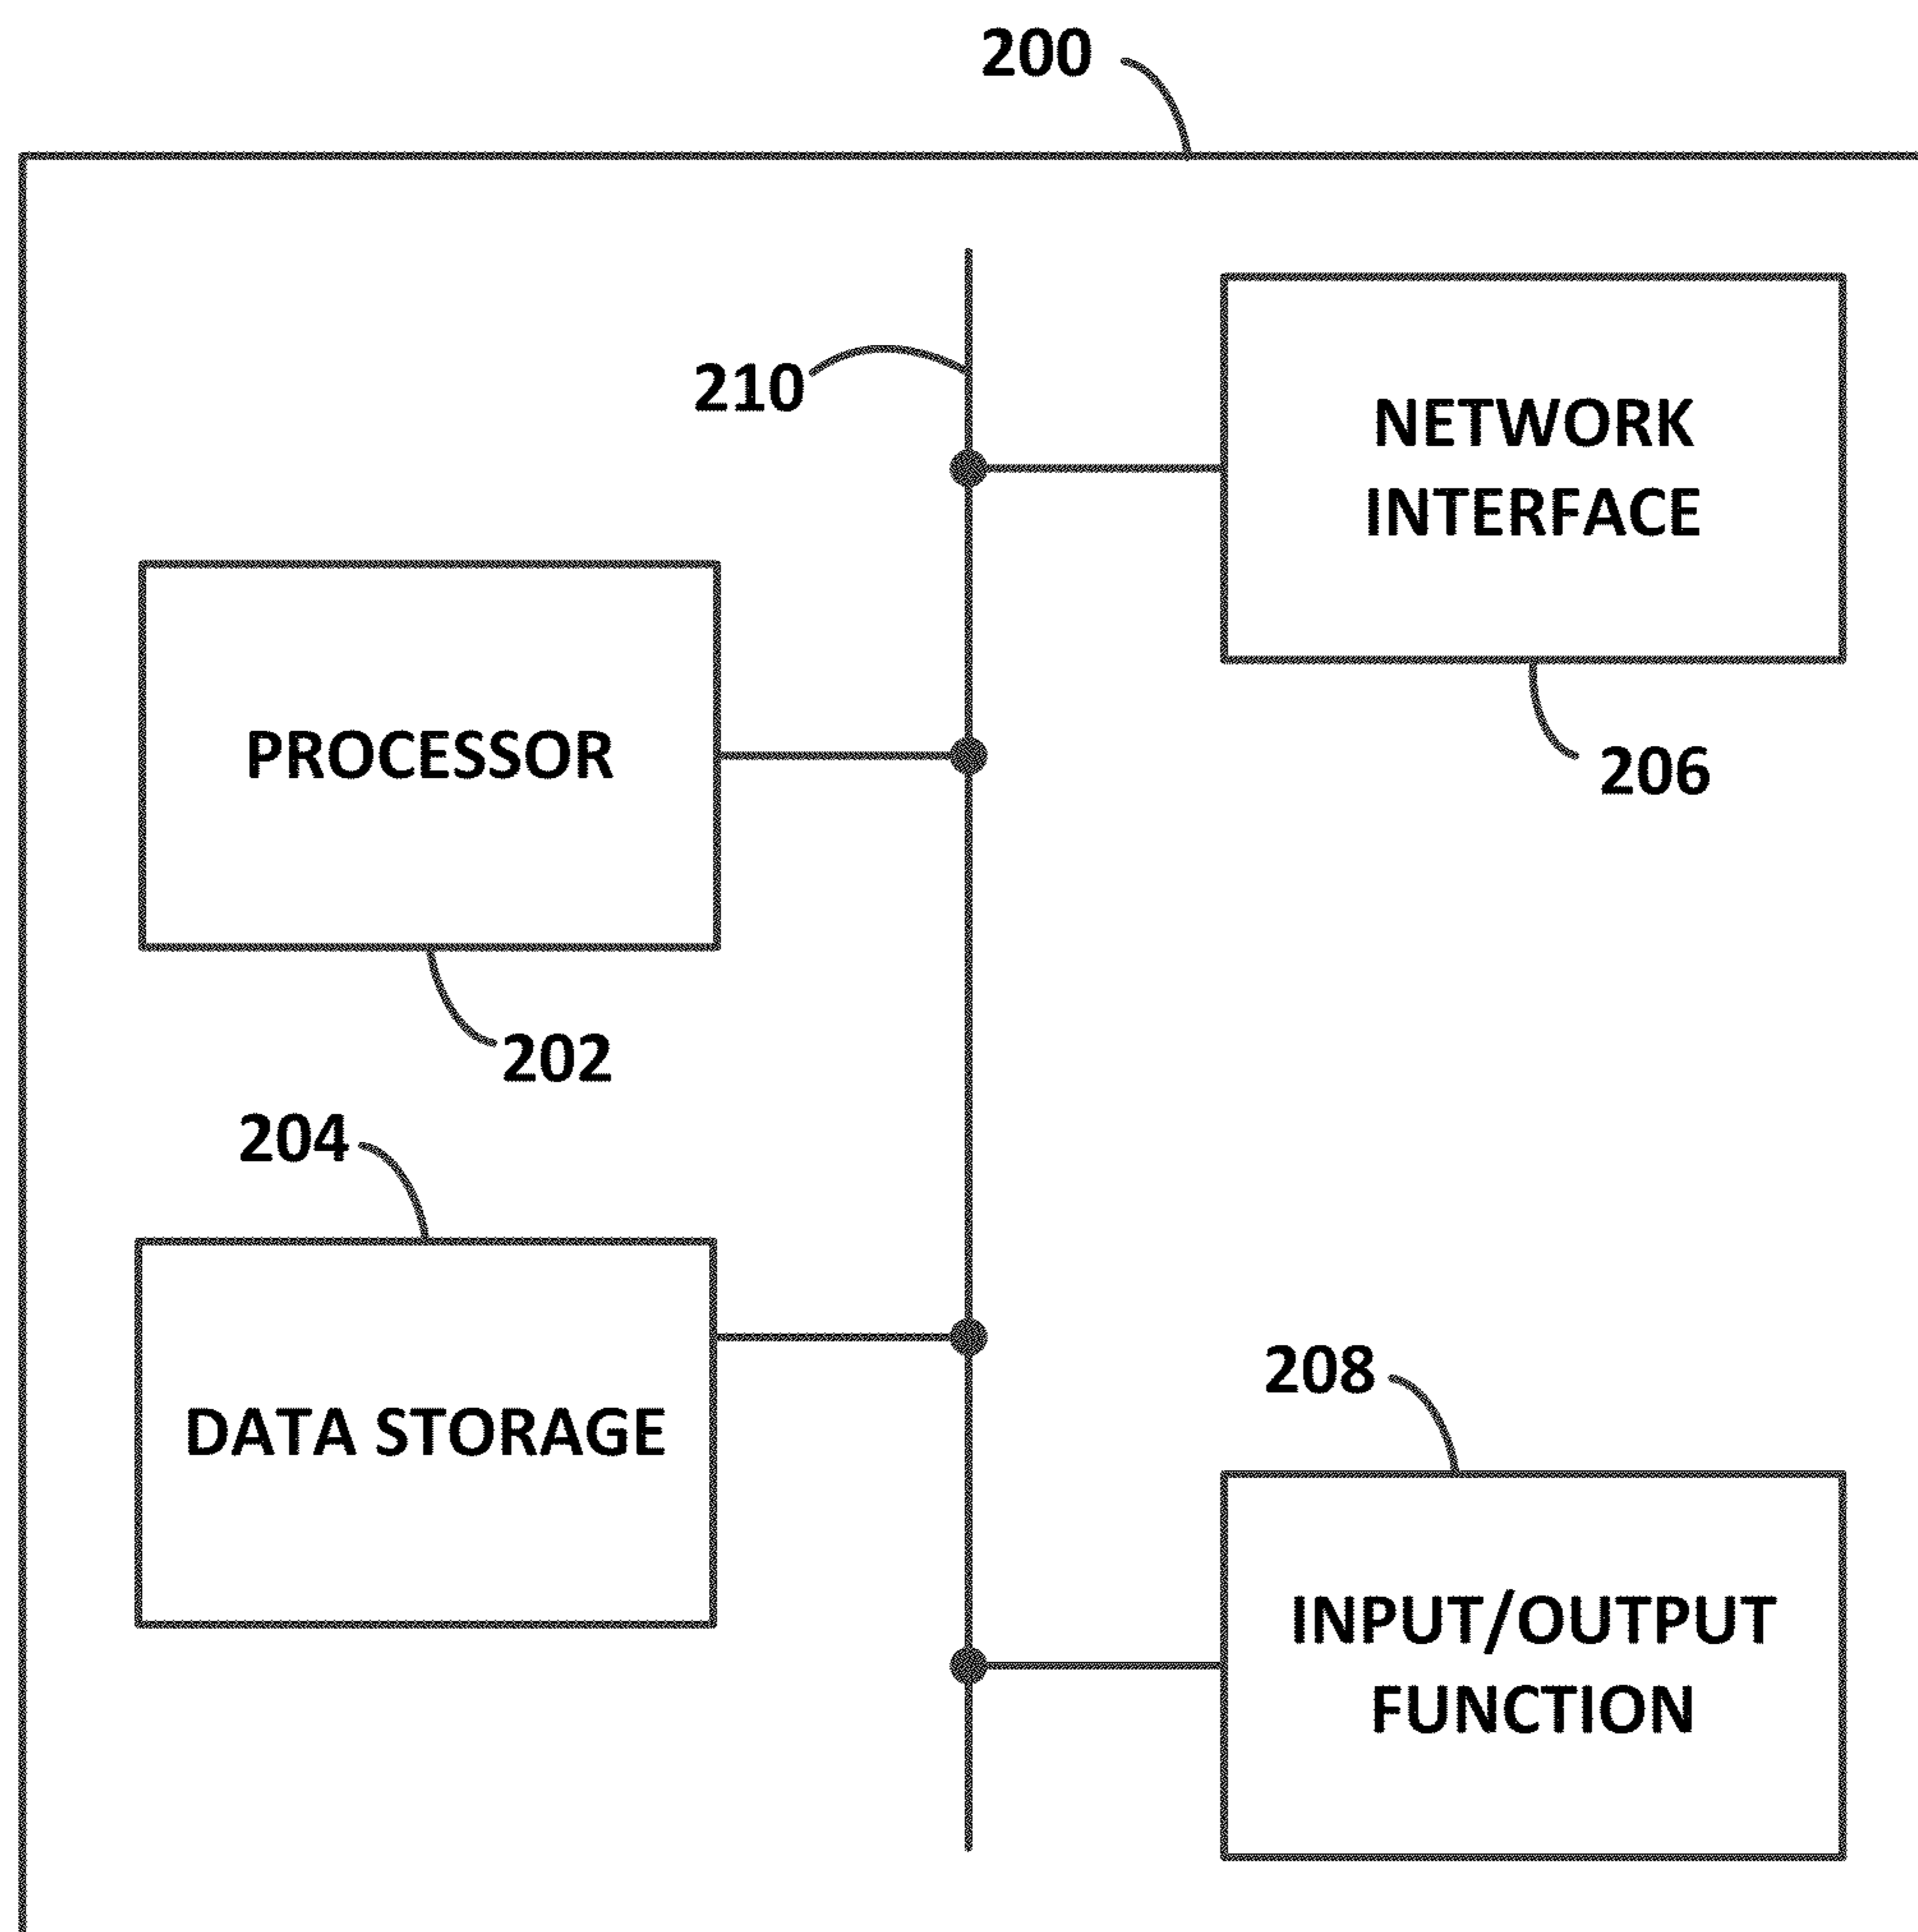 200
210
NETWORK
INTERFACE
PROCESSOR
206
202
204
DATA STORAGE
208
INPUT/OUTPUT
FUNCTION